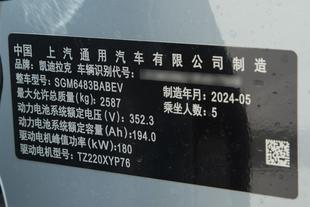 中国 上汽通用汽车有限公司 制造
品牌：凯迪拉克 车辆识别代号：
整车型号：SGM6483BABEV 制造年月：2024-05
最大允许总质量(kg)：2587 乘坐人数：5
动力电池系统额定电压(V)：352.3
动力电池系统额定容量(Ah)：194.0
驱动电机峰值功率(kW)：180
驱动电机型号：TZ220XYP76